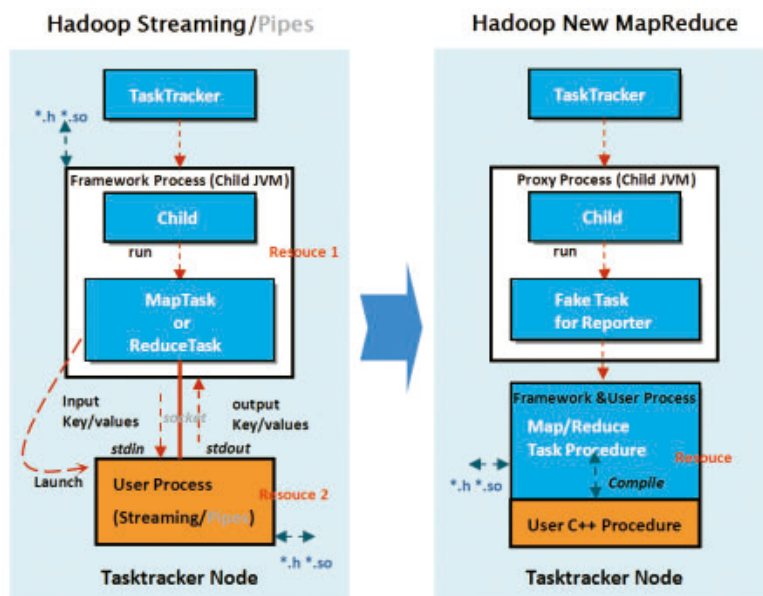 Hadoop Streaming/Pipes
TaskTracker
*.h *.so
Framework Process (Child JVM)
Child
run
Resouce 1
MapTask
or
ReduceTask
Input
Key/values
socket
output
Key/values
stdin
stdout
Launch
User Process
(Streaming/Pipes)
Resouce 2
*.h *.so
Tasktracker Node
Hadoop New MapReduce
TaskTracker
Proxy Process (Child JVM)
Child
run
Fake Task
for Reporter
Framework &User Process
Map/Reduce
Task Procedure
Resouce
*.h *.so
Compile
User C++ Procedure
Tasktracker Node